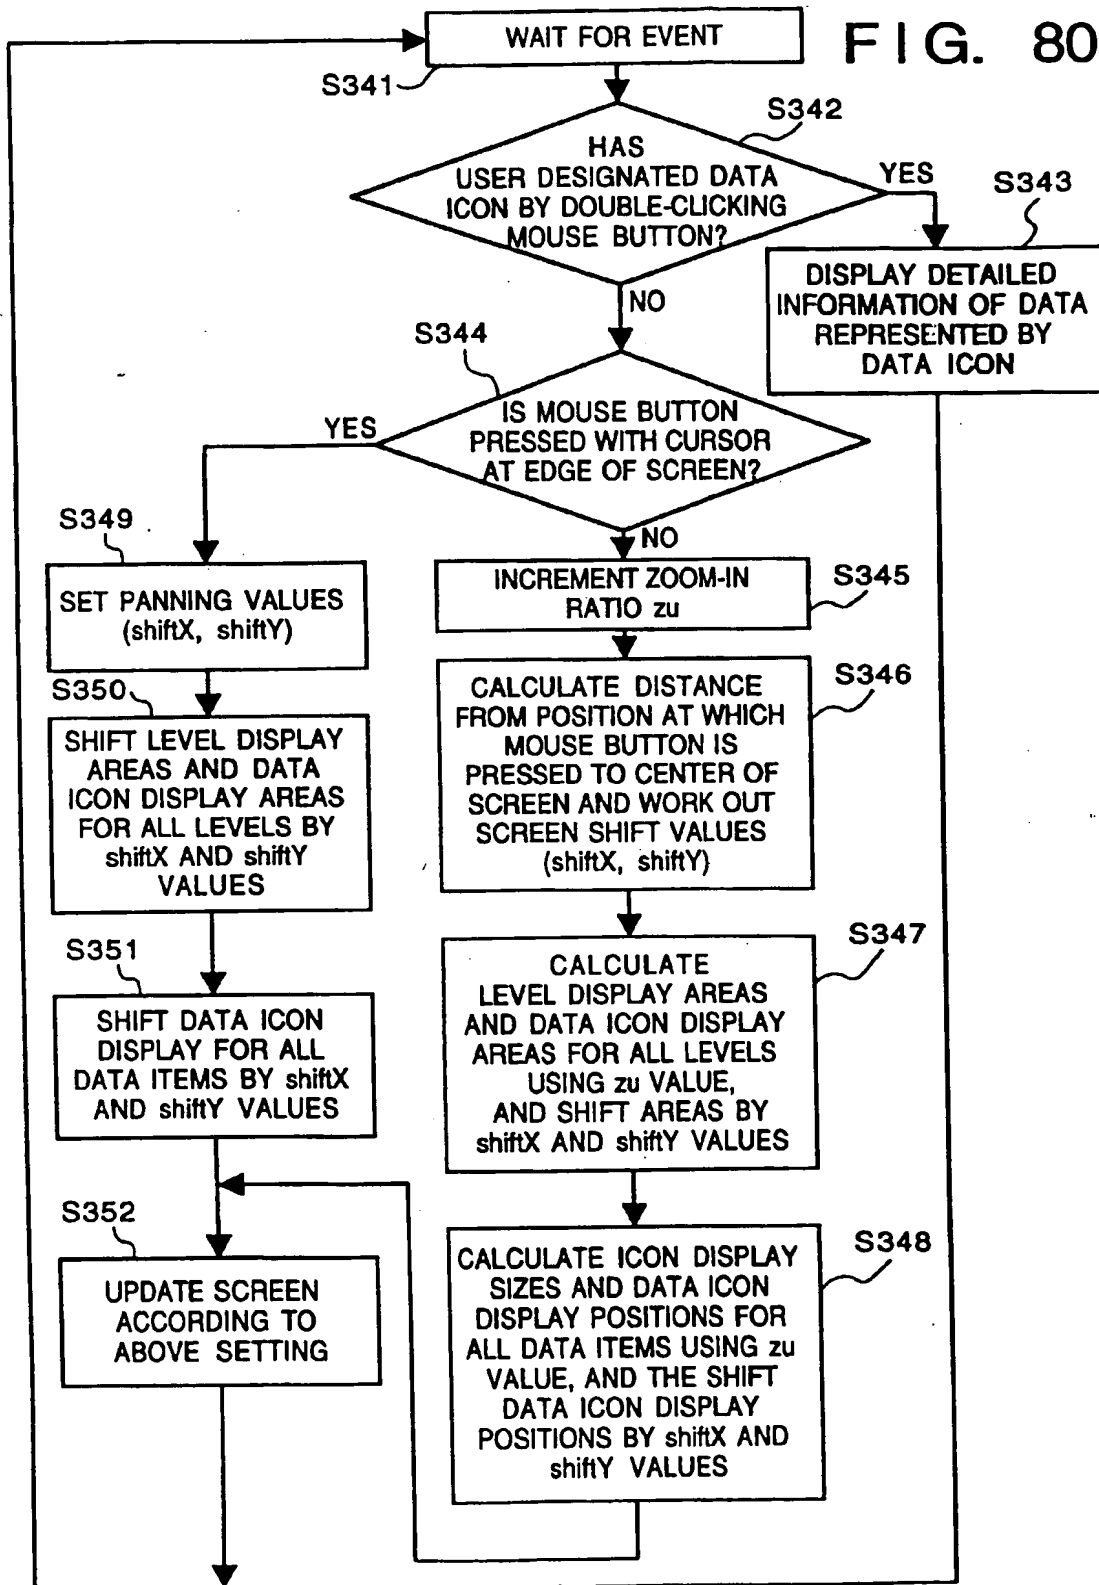 FIG. 80
WAIT FOR EVENT
S341
S342
HAS
USER DESIGNATED DATA
ICON BY DOUBLE-CLICKING
MOUSE BUTTON?
YES
S343
DISPLAY DETAILED
INFORMATION OF DATA
REPRESENTED BY
DATA ICON
NO
S344
IS MOUSE BUTTON
PRESSED WITH CURSOR
AT EDGE OF SCREEN?
YES
NO
S349
SET PANNING VALUES
(shiftX, shiftY)
S345
INCREMENT ZOOM-IN
RATIO zu
S350
SHIFT LEVEL DISPLAY
AREAS AND DATA
ICON DISPLAY AREAS
FOR ALL LEVELS BY
shiftX AND shiftY
VALUES
S346
CALCULATE DISTANCE
FROM POSITION AT WHICH
MOUSE BUTTON IS
PRESSED TO CENTER OF
SCREEN AND WORK OUT
SCREEN SHIFT VALUES
(shiftX, shiftY)
S351
SHIFT DATA ICON
DISPLAY FOR ALL
DATA ITEMS BY shiftX
AND shiftY VALUES
S347
CALCULATE
LEVEL DISPLAY AREAS
AND DATA ICON DISPLAY
AREAS FOR ALL LEVELS
USING zu VALUE,
AND SHIFT AREAS BY
shiftX AND shiftY VALUES
S352
UPDATE SCREEN
ACCORDING TO
ABOVE SETTING
S348
CALCULATE ICON DISPLAY
SIZES AND DATA ICON
DISPLAY POSITIONS FOR
ALL DATA ITEMS USING zu
VALUE, AND THE SHIFT
DATA ICON DISPLAY
POSITIONS BY shiftX AND
shiftY VALUES